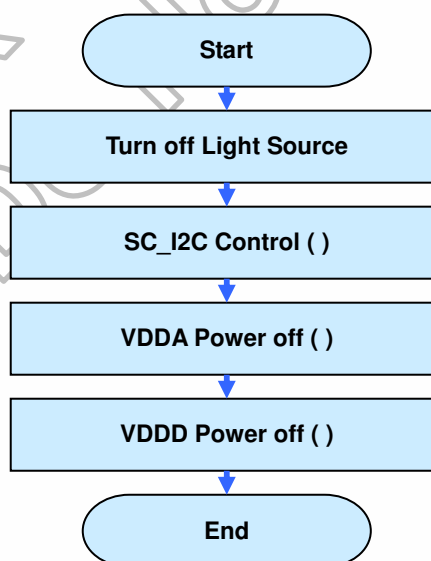 Start
Turn off Light Source
SC_I2C Control ( )
VDDA Power off ( )
VDDD Power off ( )
End